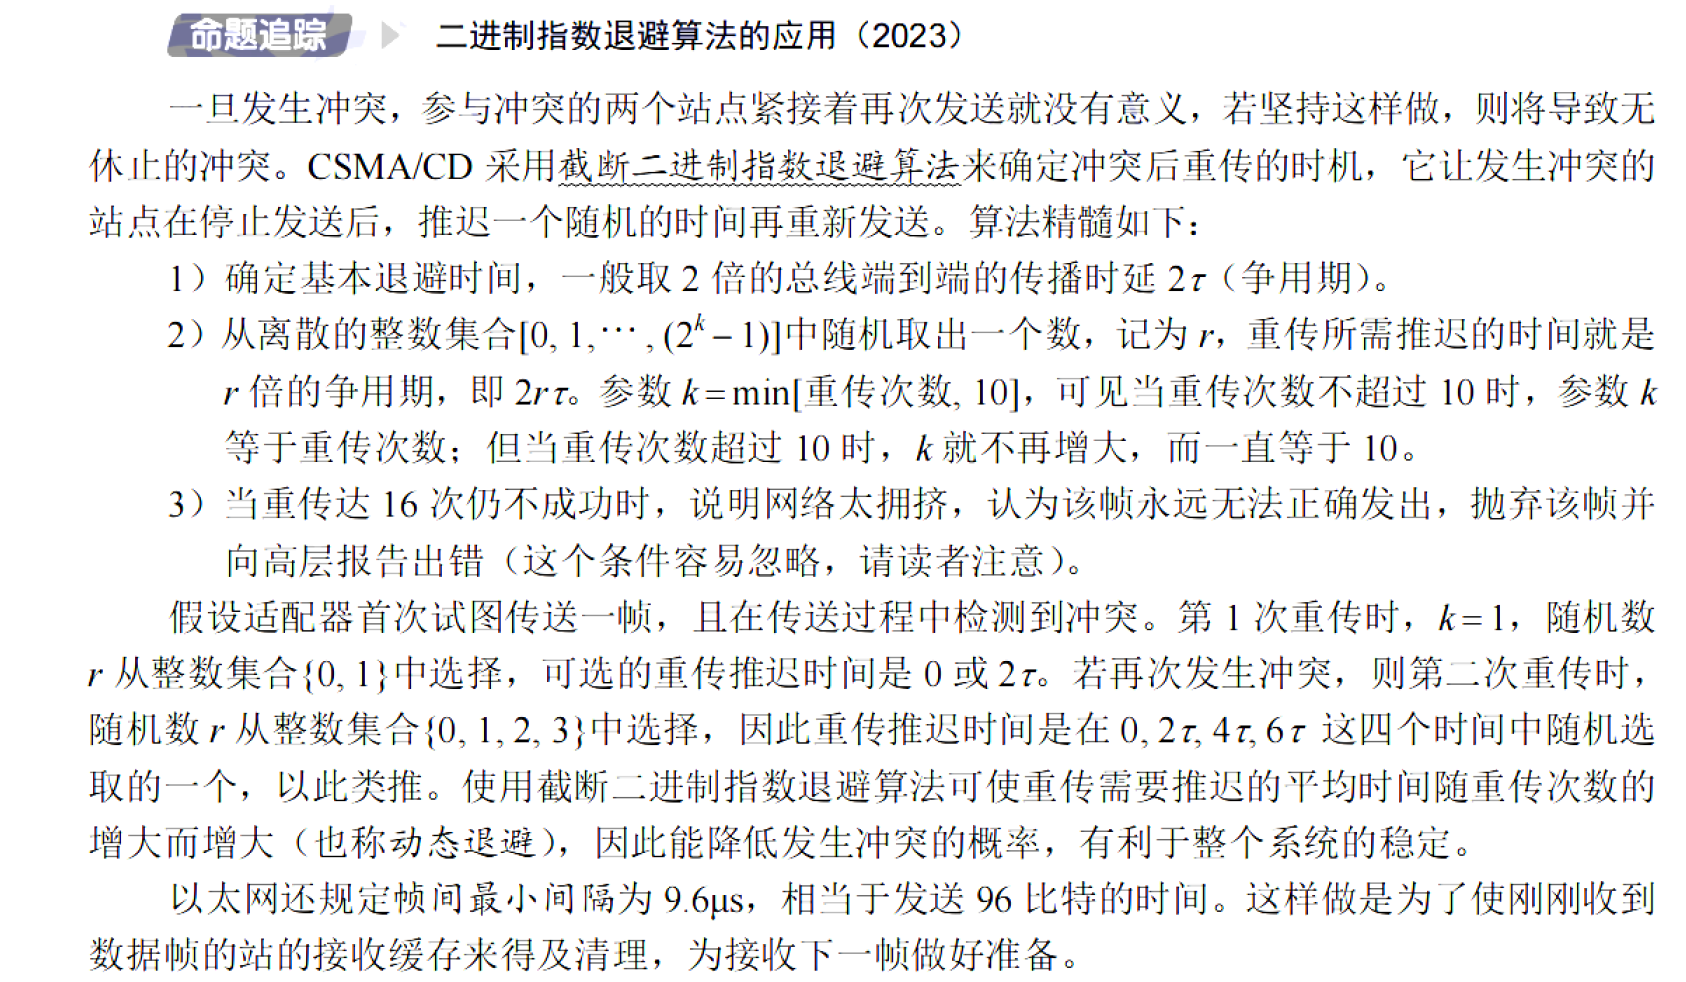 命题追踪 ▶ 二进制指数退避算法的应用（2023）
一旦发生冲突，参与冲突的两个站点紧接着再次发送就没有意义，若坚持这样做，则将导致无
休止的冲突。CSMA/CD 采用截断二进制指数退避算法来确定冲突后重传的时机，它让发生冲突的
站点在停止发送后，推迟一个随机的时间再重新发送。算法精髓如下：
1）确定基本退避时间，一般取 2 倍的总线端到端的传播时延 2τ（争用期）。
2）从离散的整数集合[0, 1, ⋯ , (2^k – 1)]中随机取出一个数，记为 r，重传所需推迟的时间就是
r 倍的争用期，即 2rτ。参数 k = min[重传次数, 10]，可见当重传次数不超过 10 时，参数 k
等于重传次数；但当重传次数超过 10 时，k 就不再增大，而一直等于 10。
3）当重传达 16 次仍不成功时，说明网络太拥挤，认为该帧永远无法正确发出，抛弃该帧并
向高层报告出错（这个条件容易忽略，请读者注意）。
假设适配器首次试图传送一帧，且在传送过程中检测到冲突。第 1 次重传时，k = 1，随机数
r 从整数集合{0, 1}中选择，可选的重传推迟时间是 0 或 2τ。若再次发生冲突，则第二次重传时，
随机数 r 从整数集合{0, 1, 2, 3}中选择，因此重传推迟时间是在 0, 2τ, 4τ, 6τ 这四个时间中随机选
取的一个，以此类推。使用截断二进制指数退避算法可使重传需要推迟的平均时间随重传次数的
增大而增大（也称动态退避），因此能降低发生冲突的概率，有利于整个系统的稳定。
以太网还规定帧间最小间隔为 9.6μs，相当于发送 96 比特的时间。这样做是为了使刚刚收到
数据帧的站的接收缓存来得及清理，为接收下一帧做好准备。